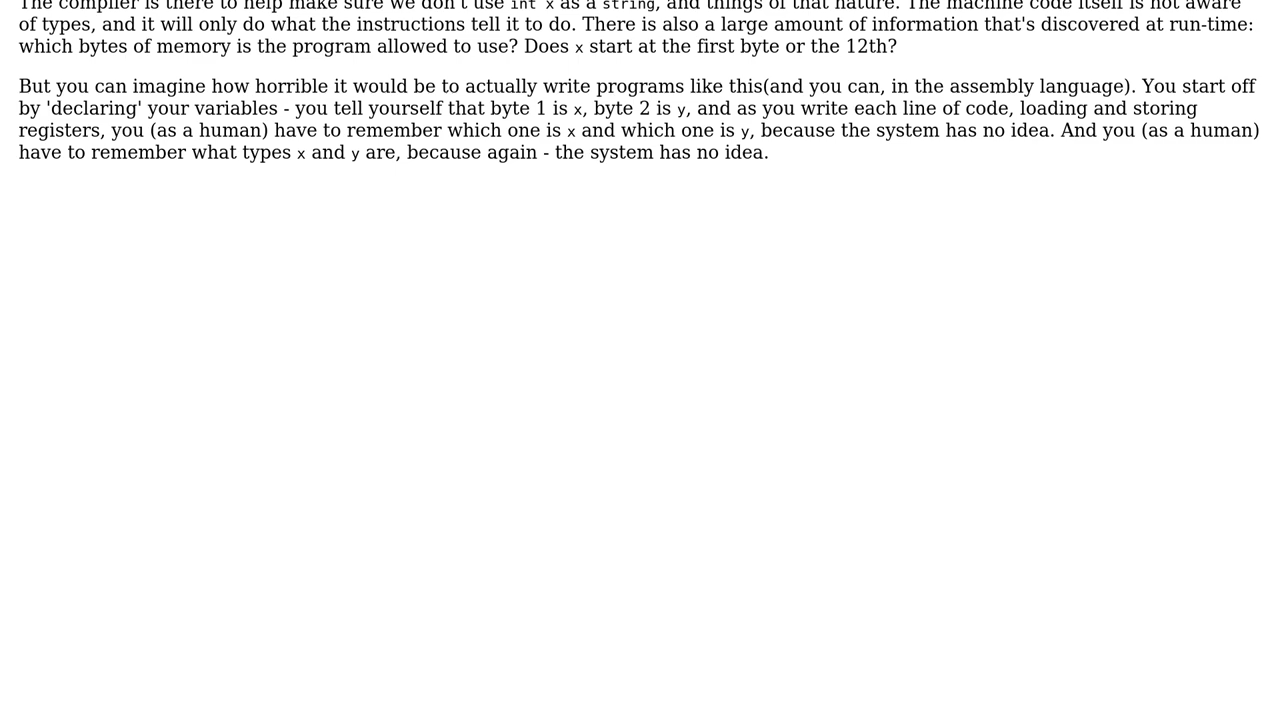 The compiler is there to help make sure we don't use int x as a string, and things of that nature. The machine code itself is not aware
of types, and it will only do what the instructions tell it to do. There is also a large amount of information that's discovered at run-time:
which bytes of memory is the program allowed to use? Does x start at the first byte or the 12th?
But you can imagine how horrible it would be to actually write programs like this(and you can, in the assembly language). You start off
by 'declaring' your variables - you tell yourself that byte 1 is x, byte 2 is y, and as you write each line of code, loading and storing
registers, you (as a human) have to remember which one is x and which one is y, because the system has no idea. And you (as a human)
have to remember what types x and y are, because again - the system has no idea.